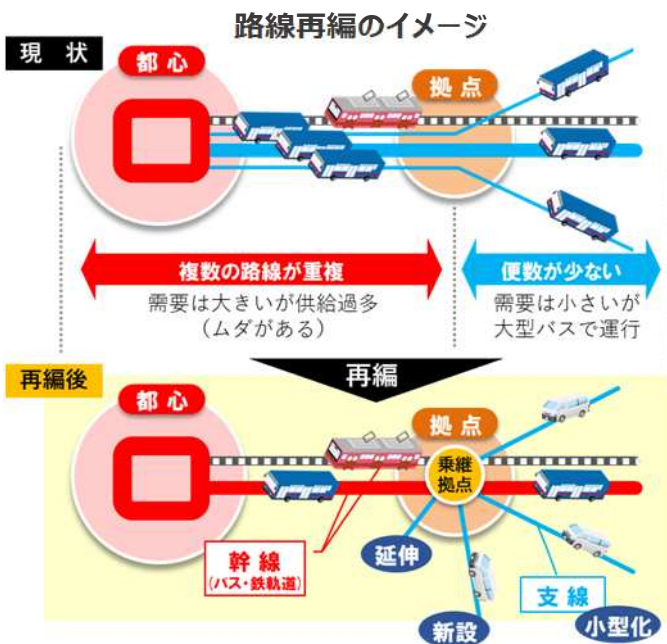 路線再編のイメージ
現 状
都 心
拠 点
複数の路線が重複
便数が少ない
需要は大きいが供給過多
（ムダがある）
需要は小さいが
大型バスで運行
再編
再編後
都 心
拠 点
乗継
拠点
幹 線
（バス・鉄軌道）
延伸
新設
支 線
小型化